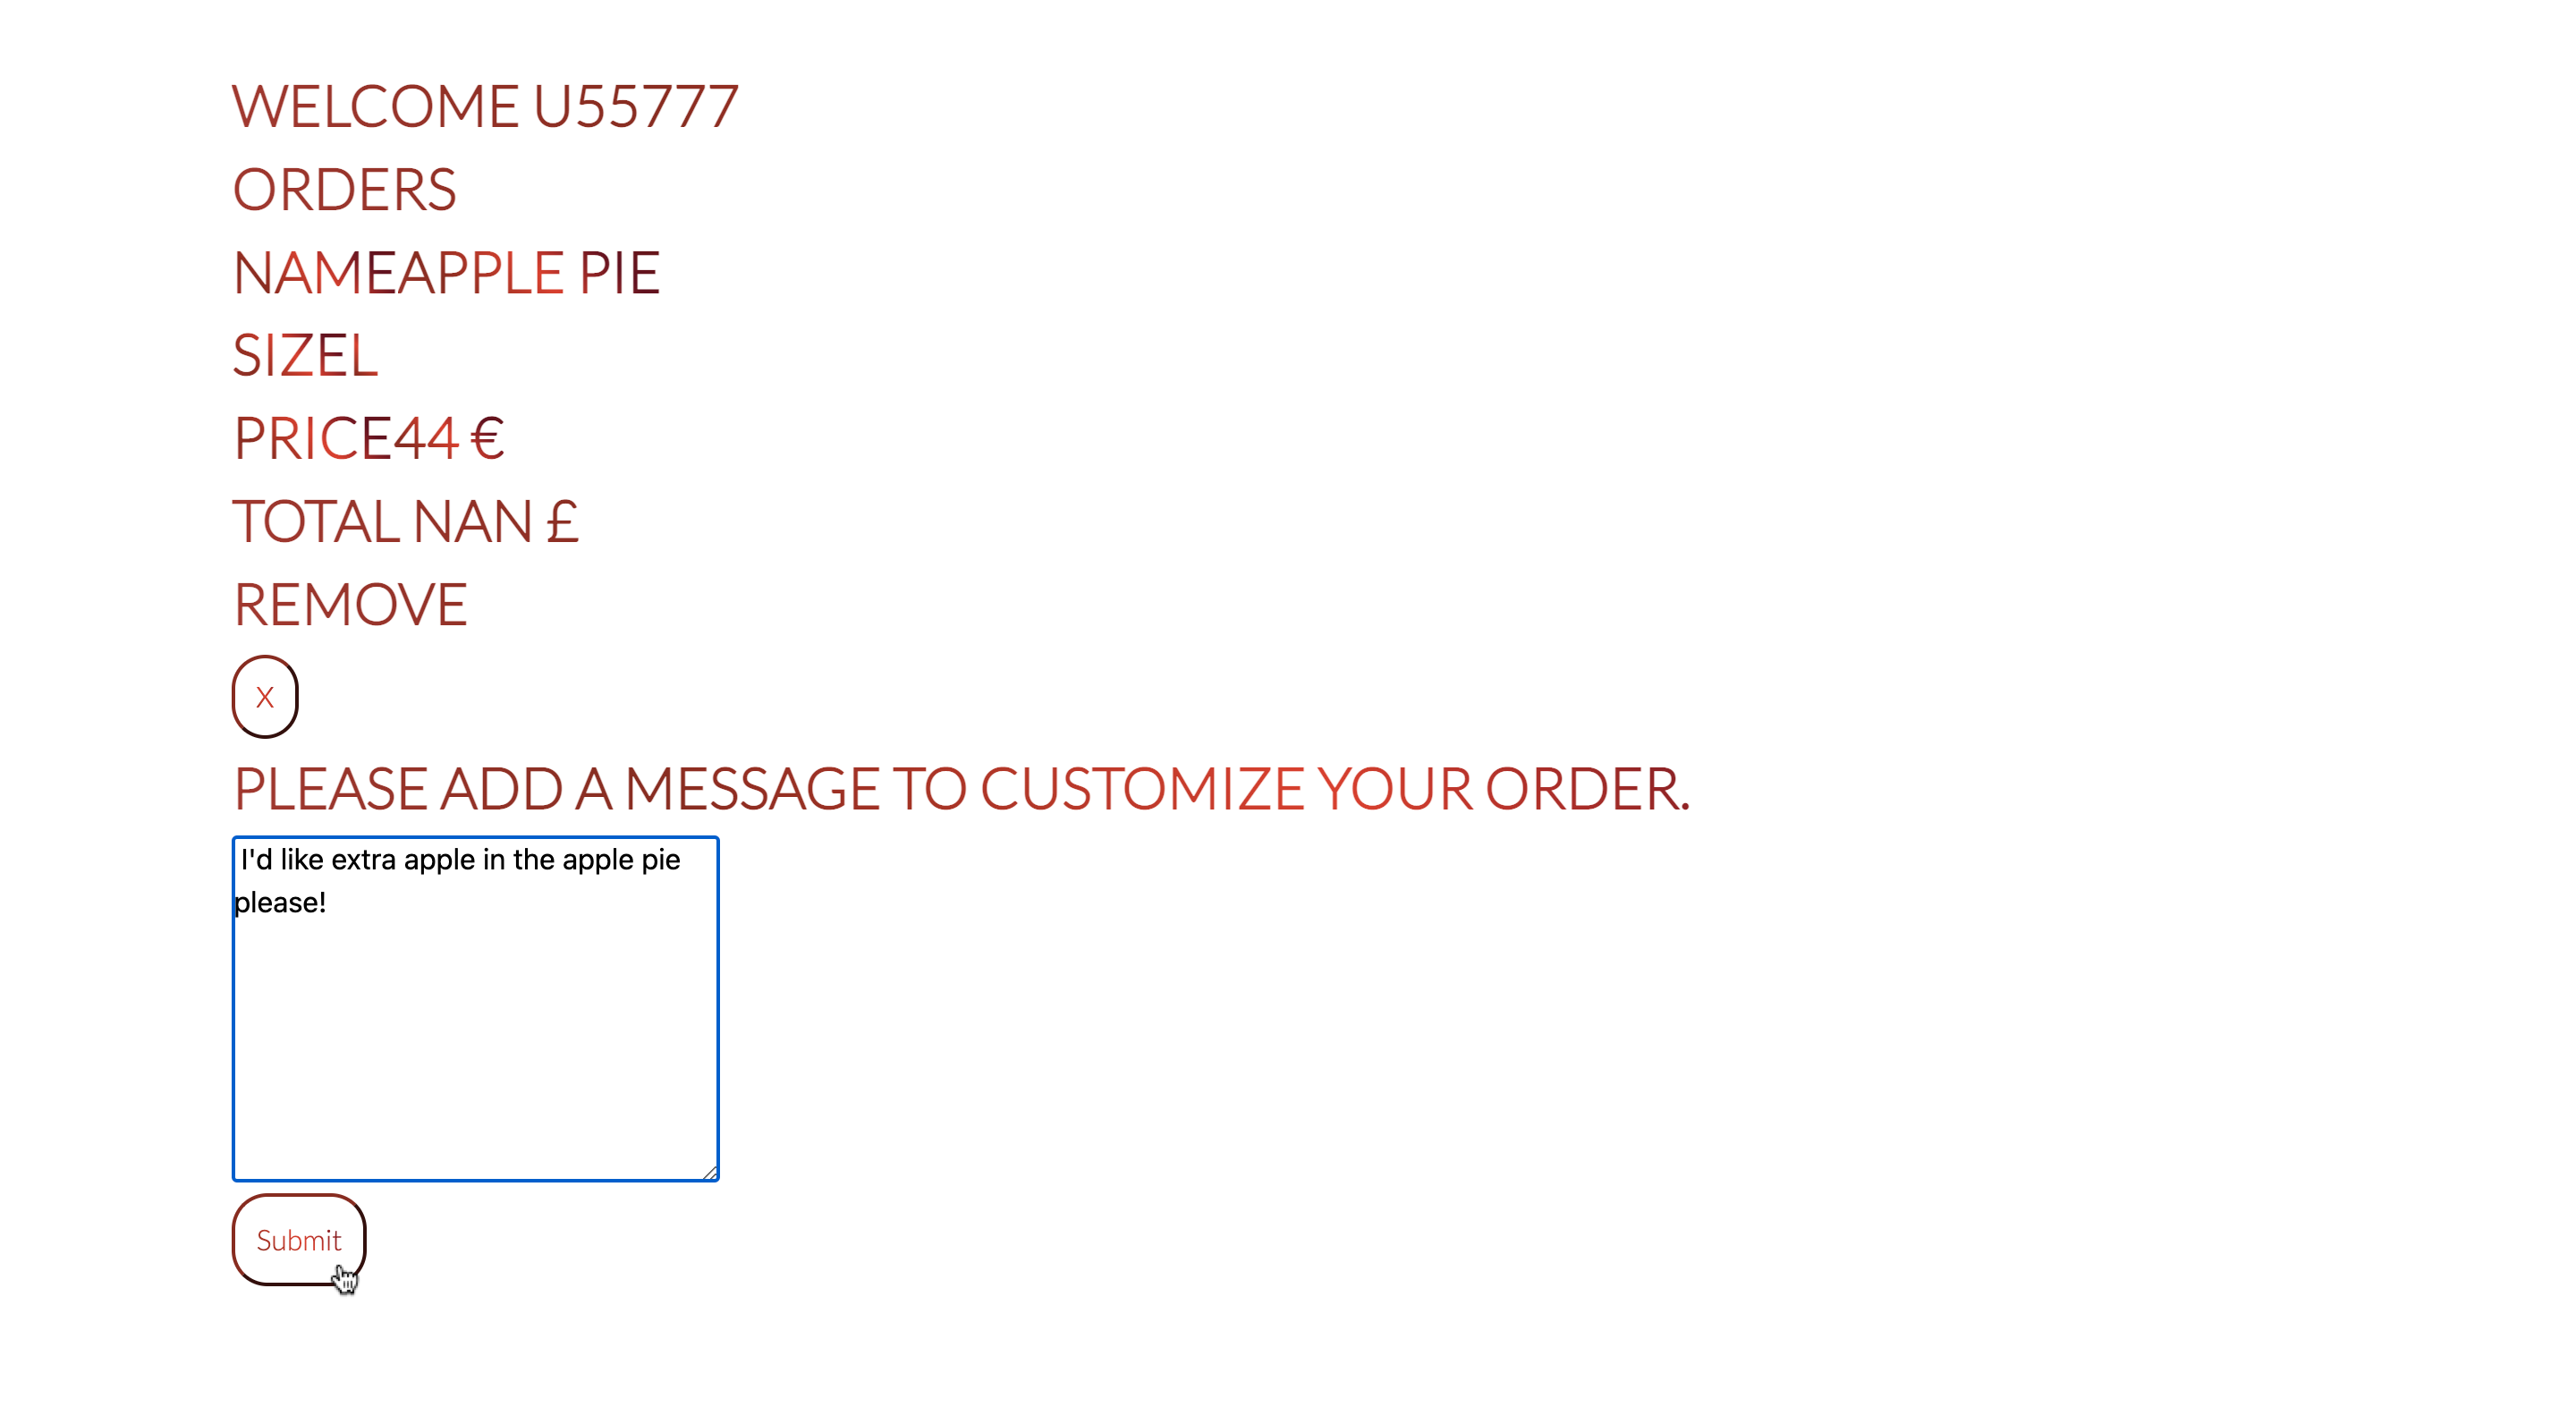 WELCOME U55777
ORDERS
NAMEAPPLE PIE
SIZEL
PRICE44 €
TOTAL NAN £
REMOVE
X
PLEASE ADD A MESSAGE TO CUSTOMIZE YOUR ORDER.
I'd like extra apple in the apple pie
please!
Submit